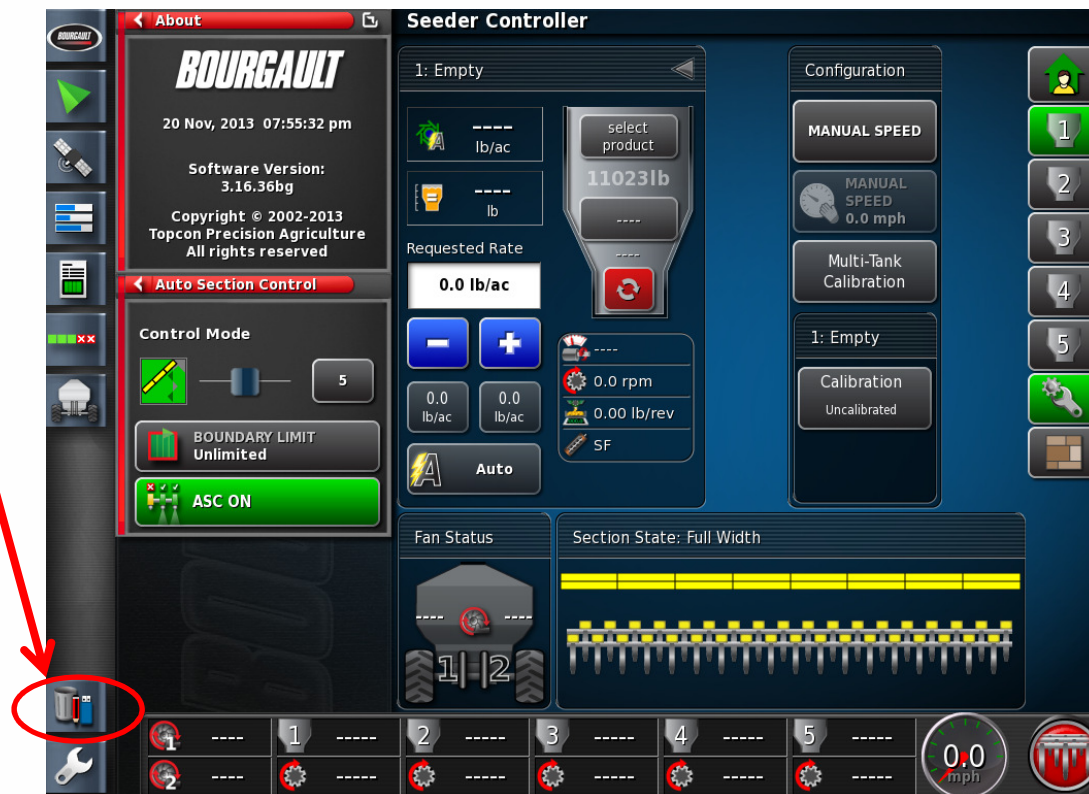 BOURGAULT
About
BOURGAULT
20 Nov, 2013 07:55:32 pm
Software Version:
3.16.36bg
Copyright © 2002-2013
Topcon Precision Agriculture
All rights reserved
Auto Section Control
Control Mode
5
BOUNDARY LIMIT
Unlimited
ASC ON
Seeder Controller
1: Empty
----
lb/ac
----
lb
Requested Rate
0.0 lb/ac
0.0
lb/ac
0.0
lb/ac
Auto
select
product
11023lb
----
----
----
0.0 rpm
0.00 lb/rev
SF
Configuration
MANUAL SPEED
MANUAL
SPEED
0.0 mph
Multi-Tank
Calibration
1: Empty
Calibration
Uncalibrated
1
2
3
4
5
Fan Status
---- ----
1 2
Section State: Full Width
1 ---- 1 ----- 2 ----- 3 ----- 4 ----- 5 -----
2 ---- ----- ----- ----- ----- -----
0.0
mph